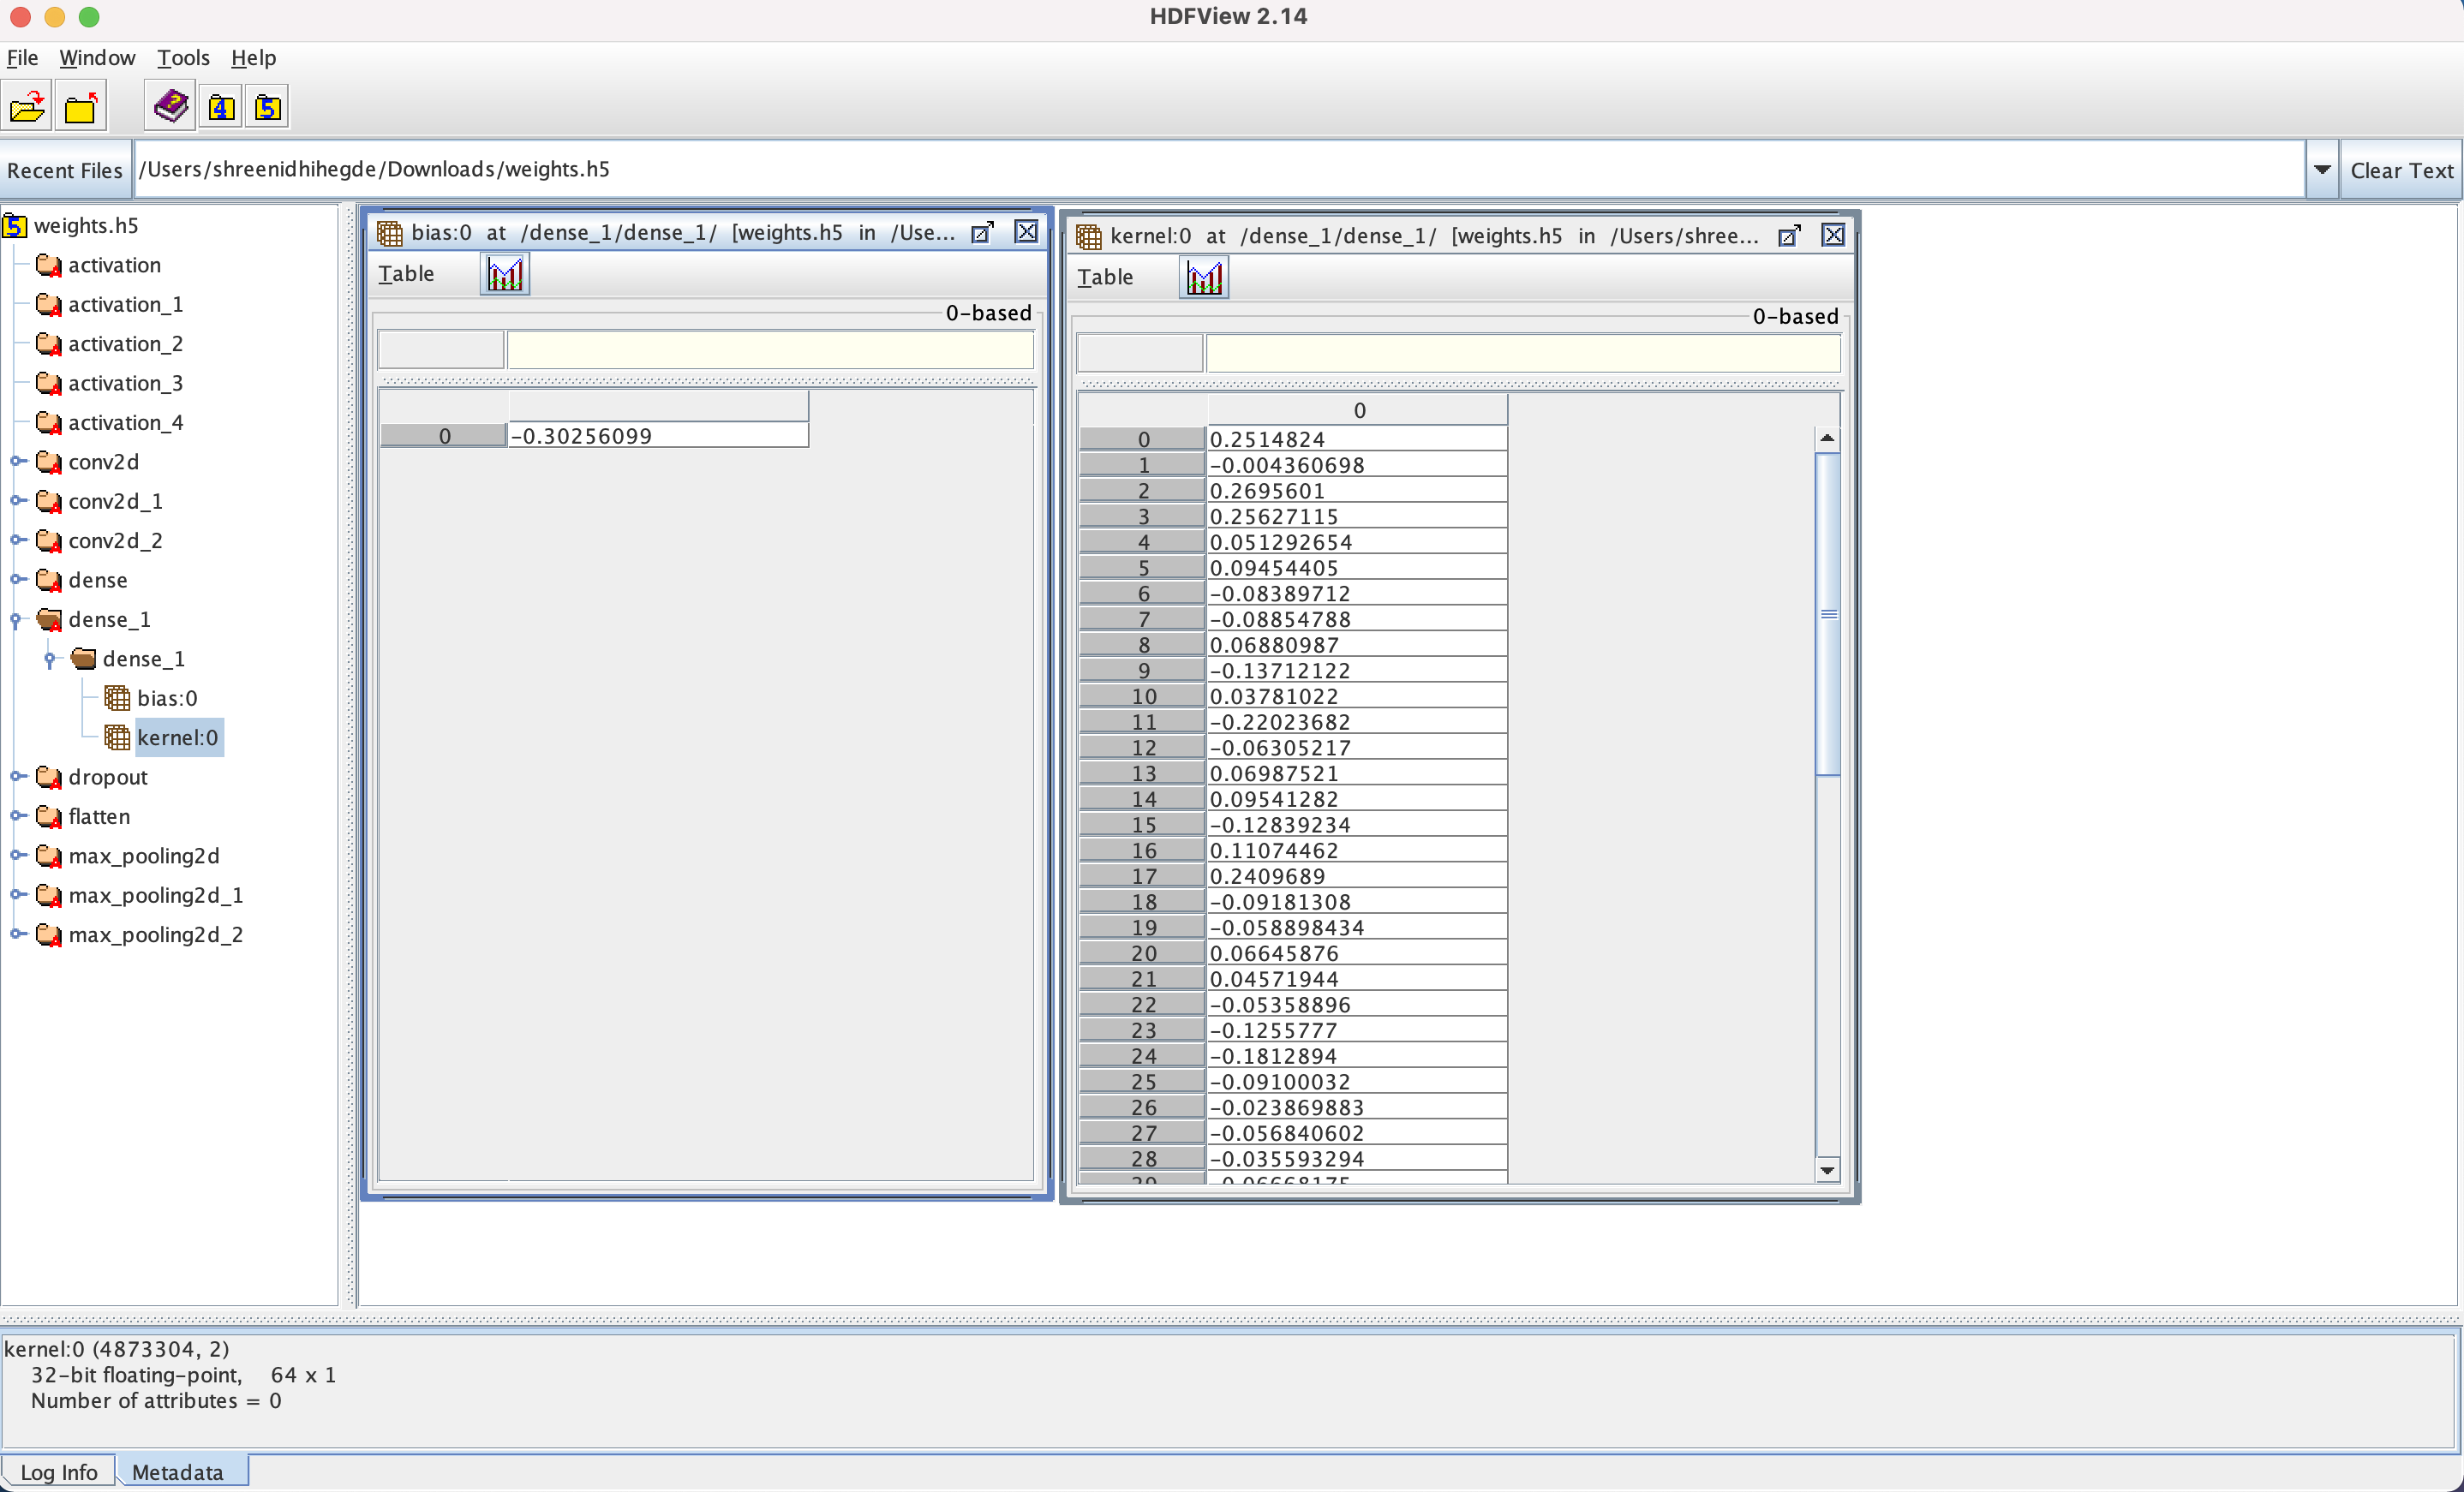 HDFView 2.14
File Window Tools Help
4 5
Recent Files /Users/shreenidhihegde/Downloads/weights.h5 Clear Text
weights.h5
activation
activation_1
activation_2
activation_3
activation_4
conv2d
conv2d_1
conv2d_2
dense
dense_1
dense_1
bias:0
kernel:0
dropout
flatten
max_pooling2d
max_pooling2d_1
max_pooling2d_2
bias:0 at /dense_1/dense_1/ [weights.h5 in /Use...
Table
0-based
0 -0.30256099
kernel:0 at /dense_1/dense_1/ [weights.h5 in /Users/shree...
Table
0-based
0
0 0.2514824
1 -0.004360698
2 0.2695601
3 0.25627115
4 0.051292654
5 0.09454405
6 -0.08389712
7 -0.08854788
8 0.06880987
9 -0.13712122
10 0.03781022
11 -0.22023682
12 -0.06305217
13 0.06987521
14 0.09541282
15 -0.12839234
16 0.11074462
17 0.2409689
18 -0.09181308
19 -0.058898434
20 0.06645876
21 0.04571944
22 -0.05358896
23 -0.1255777
24 -0.1812894
25 -0.09100032
26 -0.023869883
27 -0.056840602
28 -0.035593294
kernel:0 (4873304, 2)
32-bit floating-point, 64 x 1
Number of attributes = 0
Log Info Metadata